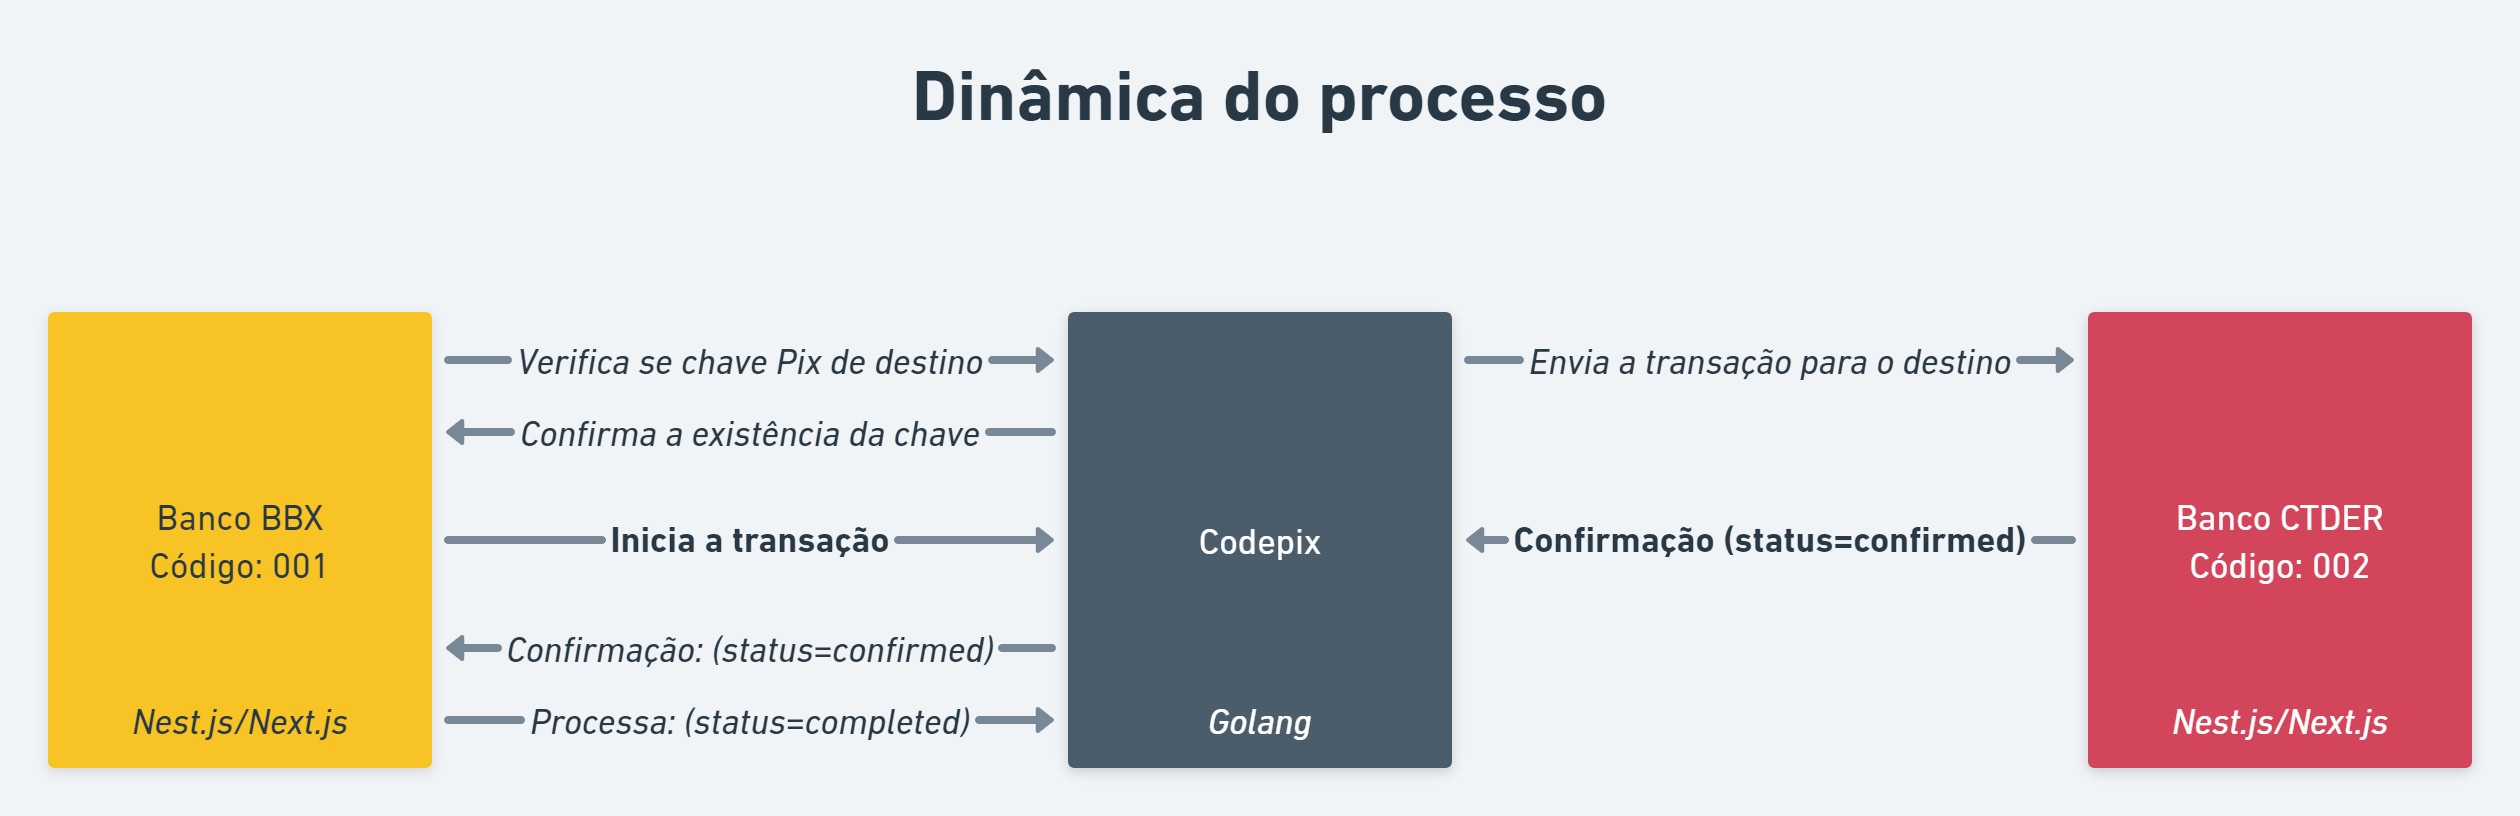 Dinâmica do processo
Banco BBX
Código: 001
Nest.js/Next.js
Verifica se chave Pix de destino
Confirma a existência da chave
Inicia a transação
Confirmação: (status=confirmed)
Processa: (status=completed)
Codepix
Golang
Envia a transação para o destino
Confirmação (status=confirmed)
Banco CTDER
Código: 002
Nest.js/Next.js